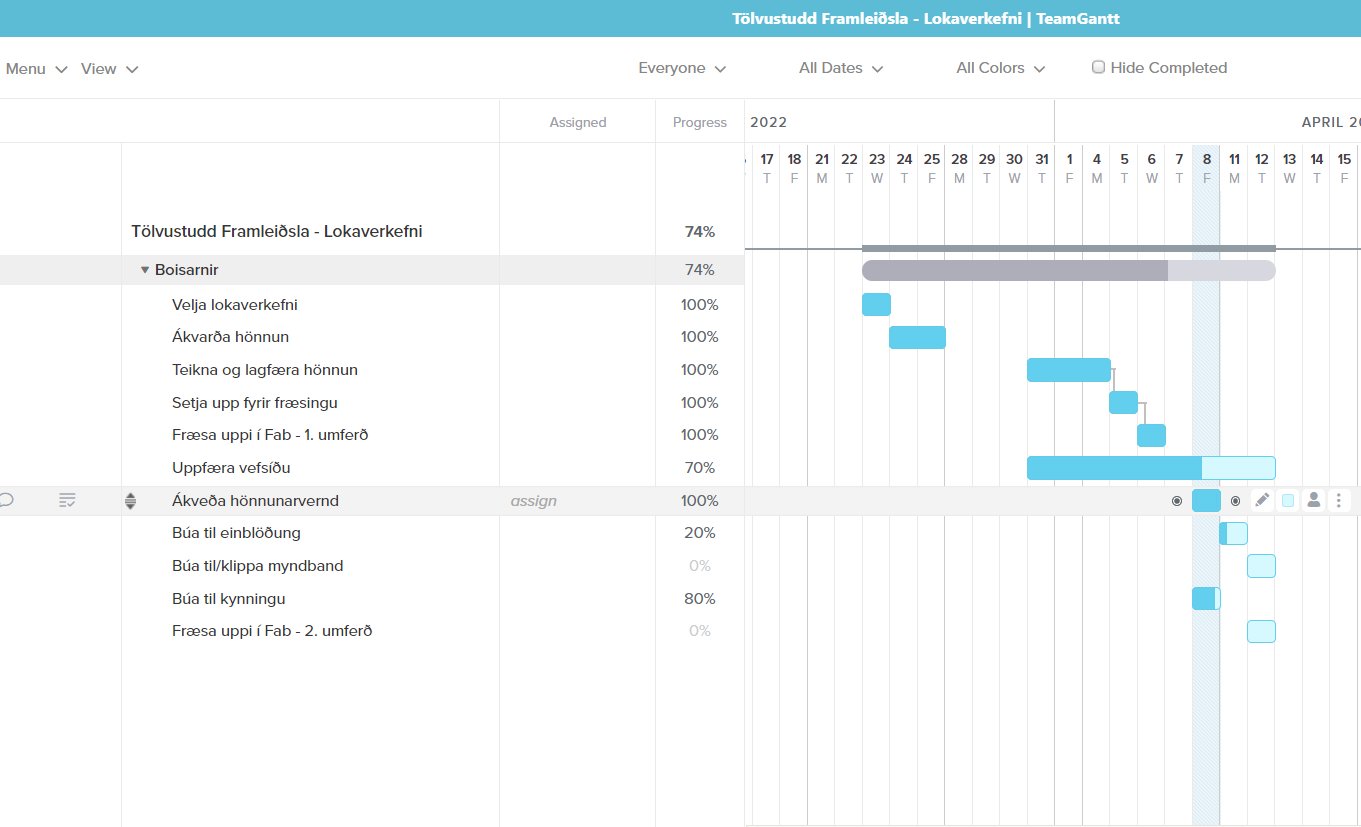 Tölvustudd Framleiðsla - Lokaverkefni | TeamGantt
Menu View Everyone All Dates All Colors Hide Completed
Assigned Progress 2022 APRIL 20
17 18 21 22 23 24 25 28 29 30 31 1 4 5 6 7 8 11 12 13 14 15
T F M T W T F M T W T F M T W T F M T W T F
Tölvustudd Framleiðsla - Lokaverkefni 74%
Boisarnir 74%
Velja lokaverkefni 100%
Ákvarða hönnun 100%
Teikna og lagfæra hönnun 100%
Setja upp fyrir fræsingu 100%
Fræsa uppi í Fab - 1. umferð 100%
Uppfæra vefsíðu 70%
Ákveða hönnunarvernd assign 100%
Búa til einblöðung 20%
Búa til/klippa myndband 0%
Búa til kynningu 80%
Fræsa uppi í Fab - 2. umferð 0%